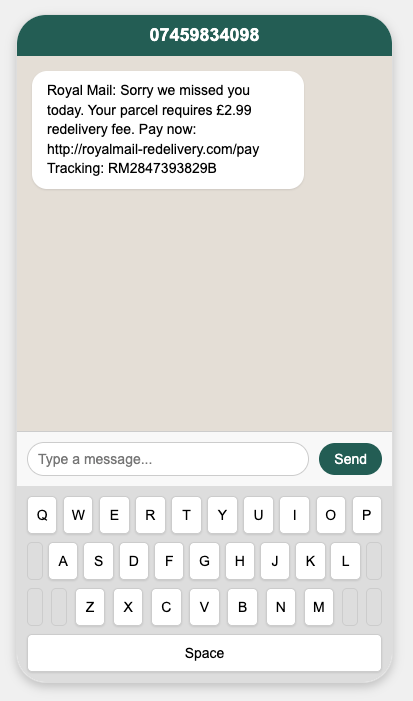 07459834098
Royal Mail: Sorry we missed you
today. Your parcel requires £2.99
redelivery fee. Pay now:
http://royalmail-redelivery.com/pay
Tracking: RM2847393829B
Type a message...
Send
Q W E R T Y U I O P
A S D F G H J K L
Z X C V B N M
Space